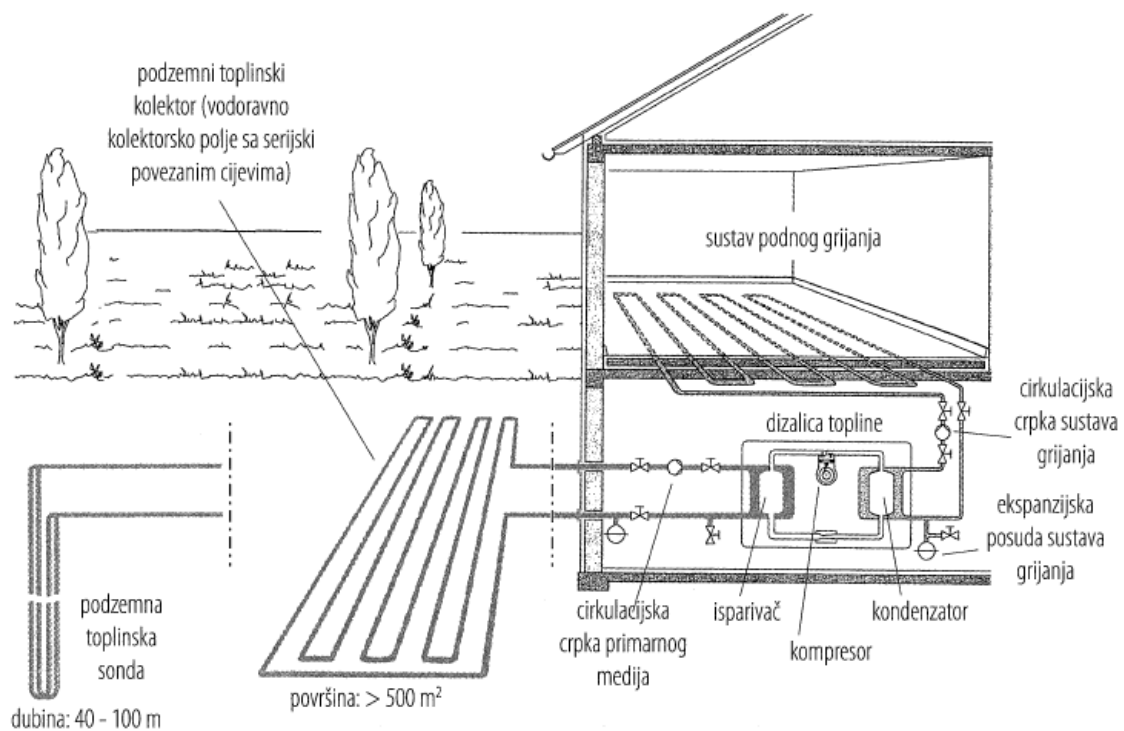 podzemni toplinski
kolektor (vodoravno
kolektorsko polje sa serijski
povezanim cijevima)
sustav podnog grijanja
cirkulacijska
crpka sustava
grijanja
dizalica topline
ekspanzijska
posuda sustava
grijanja
podzemna
toplinska
sonda
dubina: 40 - 100 m
površina: > 500 m²
cirkulacijska
crpka primarnog
medija
isparivač
kompresor
kondenzator